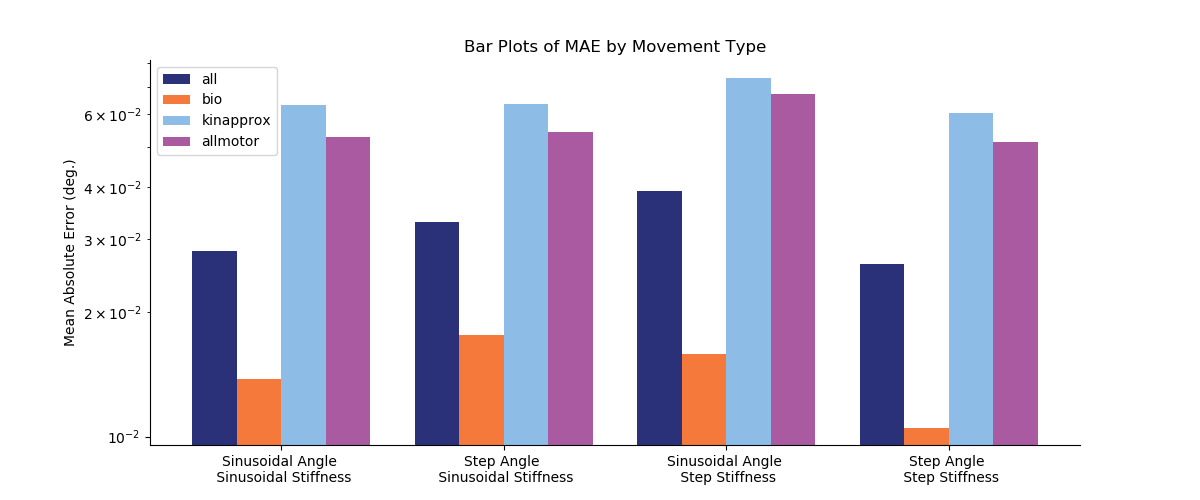 Bar Plots of MAE by Movement Type
all
bio
kinapprox
allmotor
Mean Absolute Error (deg.)
6 × 10⁻²
4 × 10⁻²
3 × 10⁻²
2 × 10⁻²
10⁻²
Sinusoidal Angle
Sinusoidal Stiffness
Step Angle
Sinusoidal Stiffness
Sinusoidal Angle
Step Stiffness
Step Angle
Step Stiffness